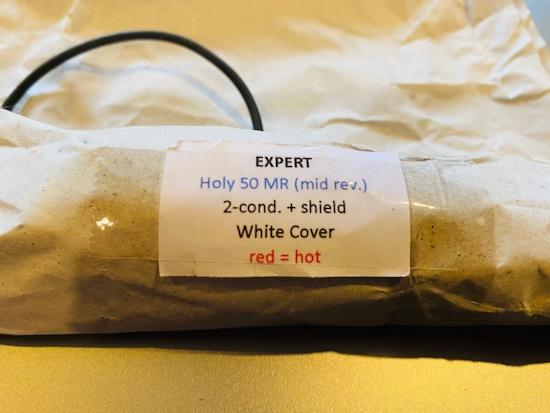 EXPERT
Holy 50 MR (mid rev.)
2-cond. + shield
White Cover
red = hot